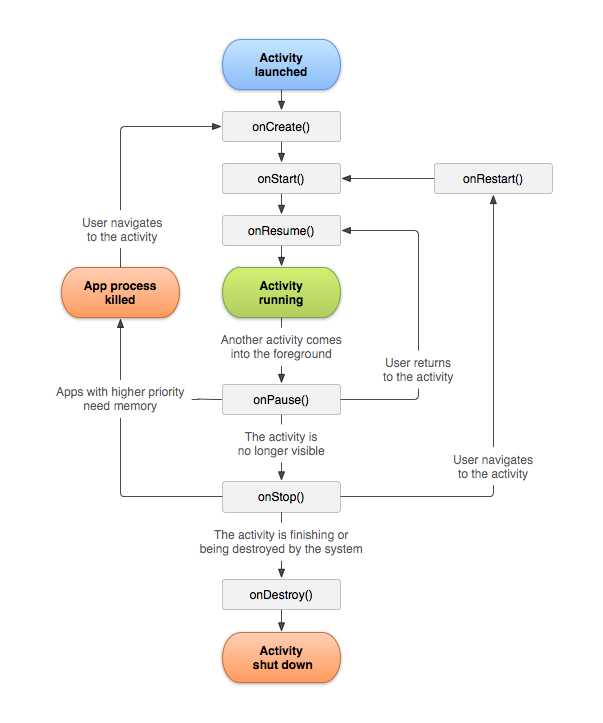 Activity
launched
onCreate()
onStart()
onRestart()
onResume()
User navigates
to the activity
App process
killed
Activity
running
Another activity comes
into the foreground
User returns
to the activity
Apps with higher priority
need memory
onPause()
The activity is
no longer visible
User navigates
to the activity
onStop()
The activity is finishing or
being destroyed by the system
onDestroy()
Activity
shut down